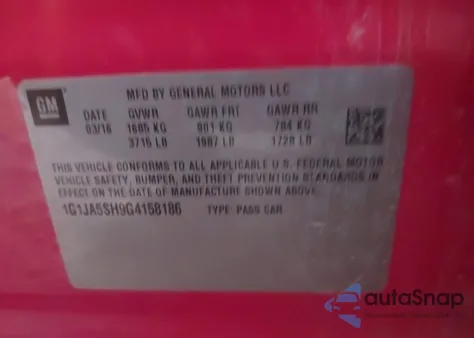 GM
MFD BY GENERAL MOTORS LLC
DATE GVWR GAWR FRT GAWR RR
03/16 1685 KG 901 KG 784 KG
3715 LB 1987 LB 1728 LB
THIS VEHICLE CONFORMS TO ALL APPLICABLE U.S. FEDERAL MOTOR
VEHICLE SAFETY, BUMPER, AND THEFT PREVENTION STANDARDS IN
EFFECT ON THE DATE OF MANUFACTURE SHOWN ABOVE.
1G1JA5SH9G4158186 TYPE: PASS CAR
autoSnap